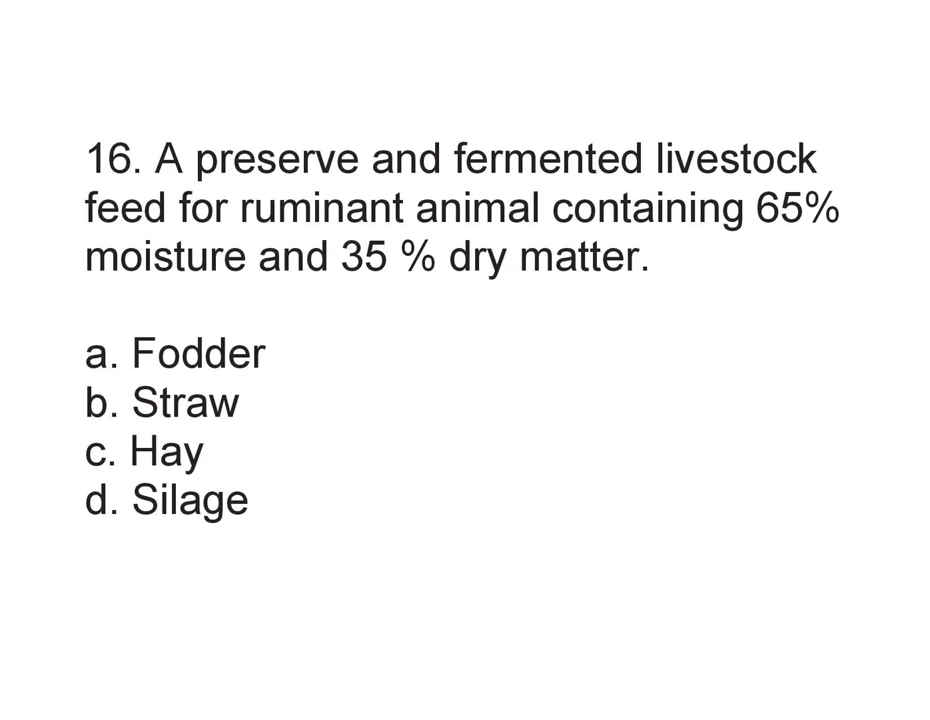 16. A preserve and fermented livestock
feed for ruminant animal containing 65%
moisture and 35 % dry matter.
a. Fodder
b. Straw
c. Hay
d. Silage